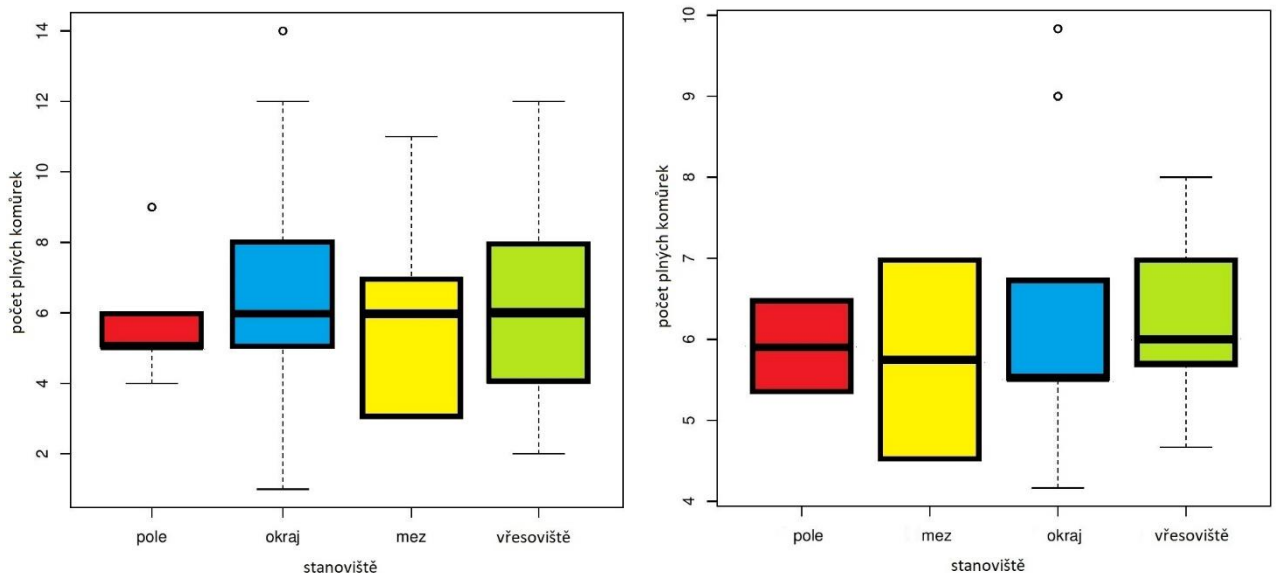 14
12
10
8
6
4
2
počet plných komůrek
pole okraj mez vřesoviště
stanoviště
10
9
8
7
6
5
4
počet plných komůrek
pole mez okraj vřesoviště
stanoviště